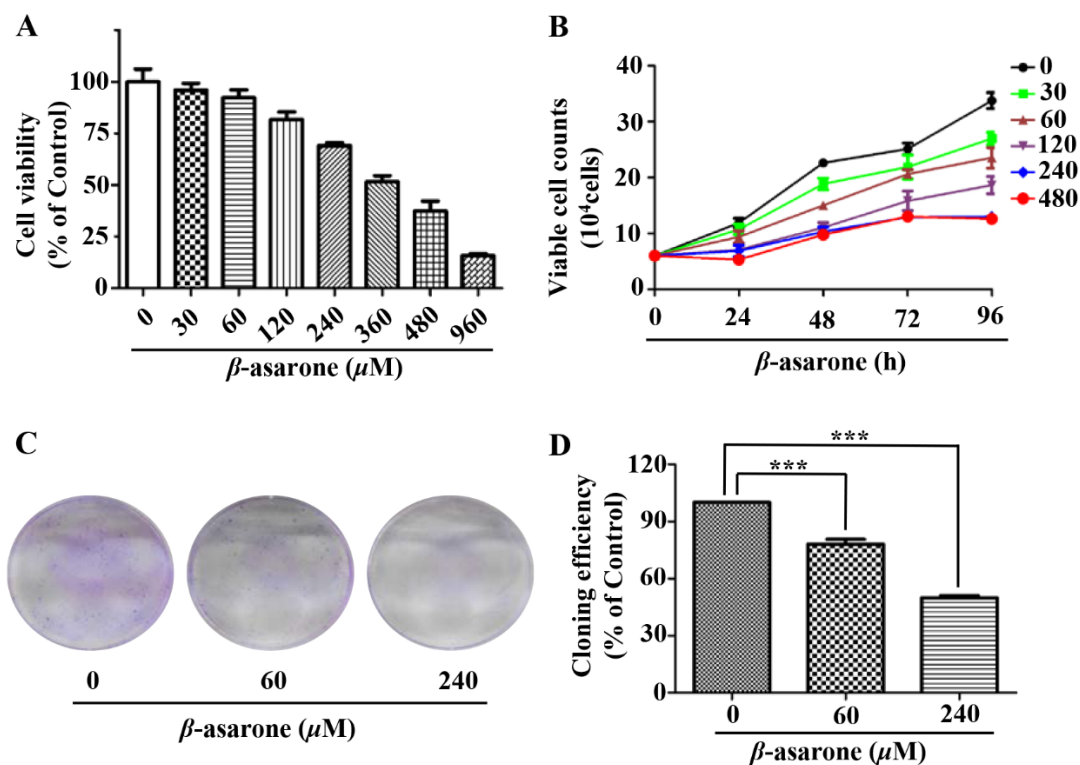 A
Cell viability
(% of Control)
100
75
50
25
0
0 30 60 120 240 360 480 960
β-asarone (μM)
B
Viable cell counts
(10⁴cells)
40
30
20
10
0
0 24 48 72 96
β-asarone (h)
0
30
60
120
240
480
C
0 60 240
β-asarone (μM)
D
Cloning efficiency
(% of Control)
120
90
60
30
0
***
***
0 60 240
β-asarone (μM)